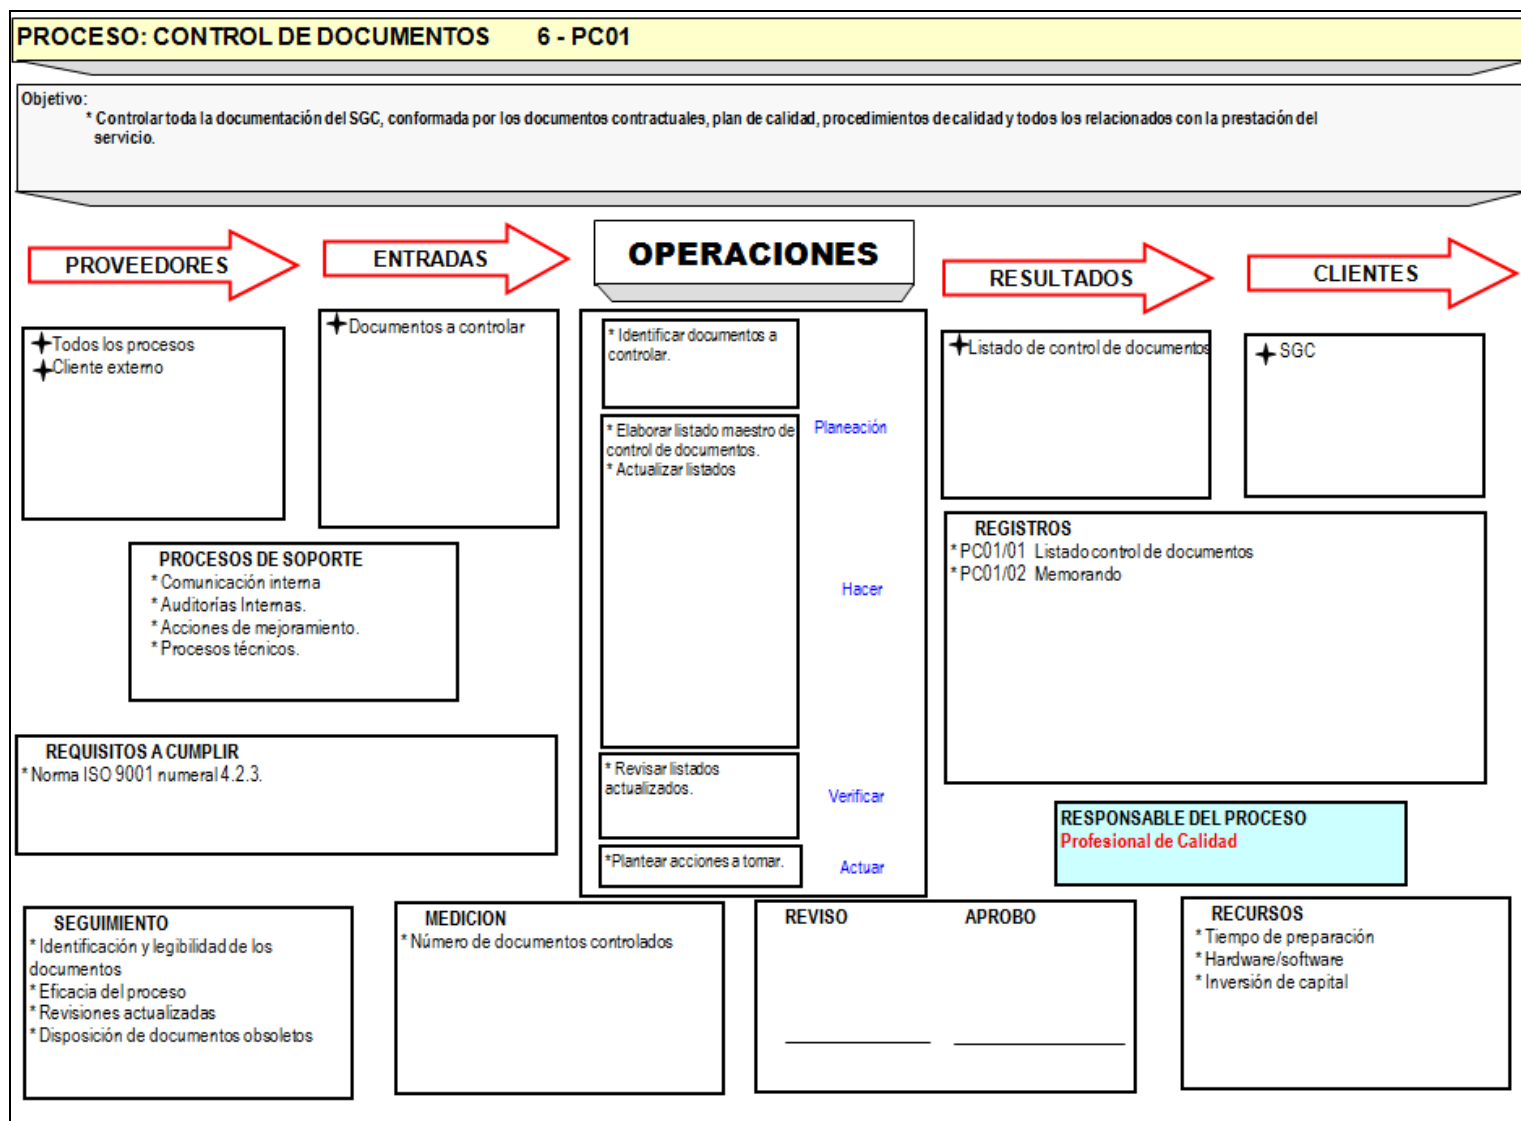 PROCESO: CONTROL DE DOCUMENTOS 6 - PC01
Objetivo:
* Controlar toda la documentación del SGC, conformada por los documentos contractuales, plan de calidad, procedimientos de calidad y todos los relacionados con la prestación del
servicio.
PROVEEDORES
ENTRADAS
OPERACIONES
RESULTADOS
CLIENTES
Todos los procesos
Cliente externo
Documentos a controlar
* Identificar documentos a
controlar.
* Elaborar listado maestro de
control de documentos.
* Actualizar listados
Planeación
Hacer
* Revisar listados
actualizados.
Verificar
*Plantear acciones a tomar.
Actuar
Listado de control de documentos
SGC
PROCESOS DE SOPORTE
* Comunicación interna
* Auditorías Internas.
* Acciones de mejoramiento.
* Procesos técnicos.
REGISTROS
* PC01/01 Listado control de documentos
* PC01/02 Memorando
REQUISITOS A CUMPLIR
* Norma ISO 9001 numeral 4.2.3.
RESPONSABLE DEL PROCESO
Profesional de Calidad
SEGUIMIENTO
* Identificación y legibilidad de los
documentos
* Eficacia del proceso
* Revisiones actualizadas
* Disposición de documentos obsoletos
MEDICION
* Número de documentos controlados
REVISO APROBO
RECURSOS
* Tiempo de preparación
* Hardware/software
* Inversión de capital